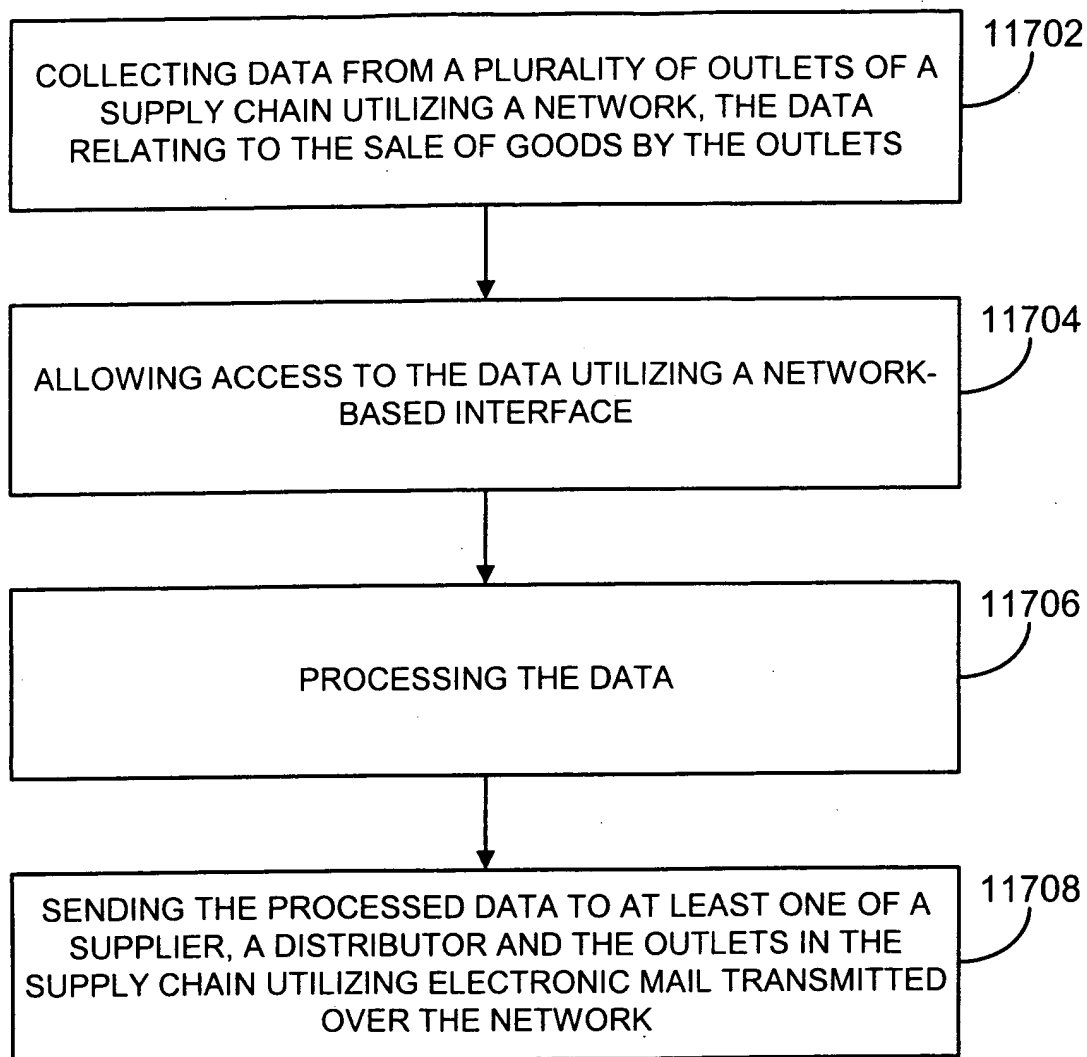 11702
COLLECTING DATA FROM A PLURALITY OF OUTLETS OF A
SUPPLY CHAIN UTILIZING A NETWORK, THE DATA
RELATING TO THE SALE OF GOODS BY THE OUTLETS
11704
ALLOWING ACCESS TO THE DATA UTILIZING A NETWORK-
BASED INTERFACE
11706
PROCESSING THE DATA
11708
SENDING THE PROCESSED DATA TO AT LEAST ONE OF A
SUPPLIER, A DISTRIBUTOR AND THE OUTLETS IN THE
SUPPLY CHAIN UTILIZING ELECTRONIC MAIL TRANSMITTED
OVER THE NETWORK